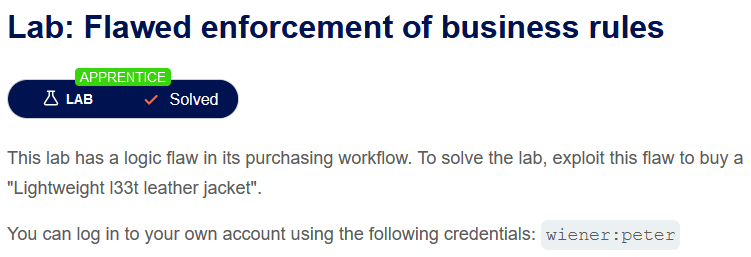 Lab: Flawed enforcement of business rules
APPRENTICE
LAB Solved
This lab has a logic flaw in its purchasing workflow. To solve the lab, exploit this flaw to buy a
"Lightweight l33t leather jacket".
You can log in to your own account using the following credentials: wiener:peter